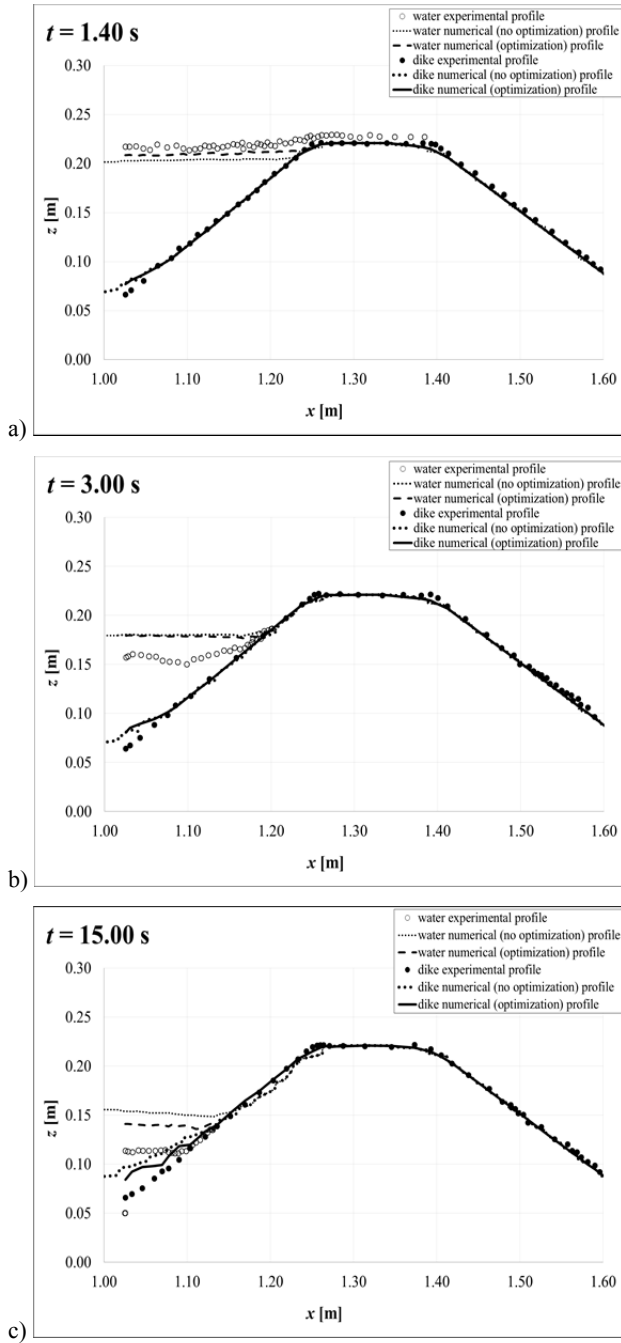 t = 1.40 s
water experimental profile
water numerical (no optimization) profile
water numerical (optimization) profile
dike experimental profile
dike numerical (no optimization) profile
dike numerical (optimization) profile
0.30
0.25
0.20
0.15
0.10
0.05
0.00
z [m]
1.00 1.10 1.20 1.30 1.40 1.50 1.60
x [m]
a)
t = 3.00 s
water experimental profile
water numerical (no optimization) profile
water numerical (optimization) profile
dike experimental profile
dike numerical (no optimization) profile
dike numerical (optimization) profile
0.30
0.25
0.20
0.15
0.10
0.05
0.00
z [m]
1.00 1.10 1.20 1.30 1.40 1.50 1.60
x [m]
b)
t = 15.00 s
water experimental profile
water numerical (no optimization) profile
water numerical (optimization) profile
dike experimental profile
dike numerical (no optimization) profile
dike numerical (optimization) profile
0.30
0.25
0.20
0.15
0.10
0.05
0.00
z [m]
1.00 1.10 1.20 1.30 1.40 1.50 1.60
x [m]
c)